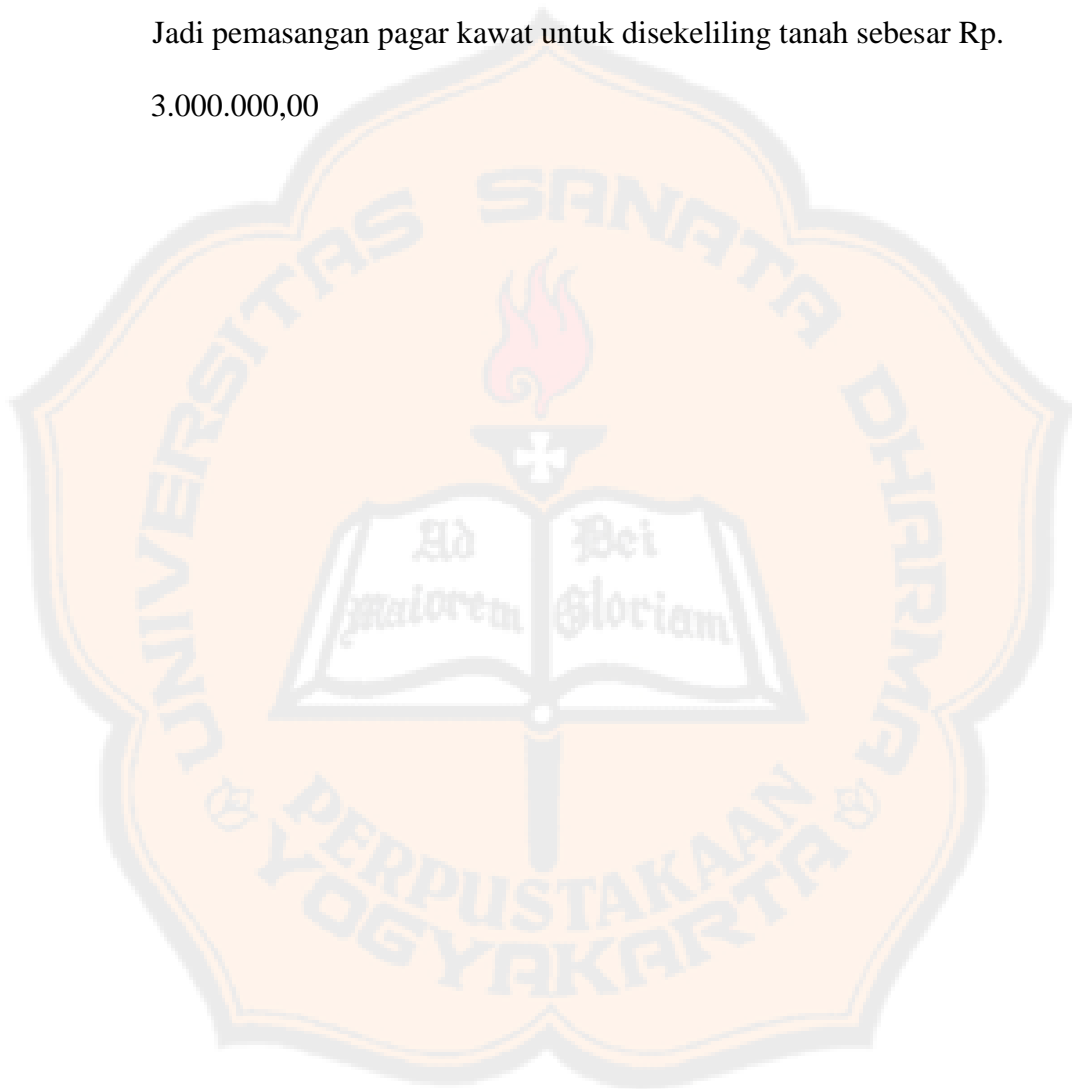 Jadi pemasangan pagar kawat untuk disekeliling tanah sebesar Rp.
3.000.000,00
UNIVERSITAS SANATA DHARMA
Ad Dei
Maiorem Gloriam
PERPUSTAKAAN
YOGYAKARTA